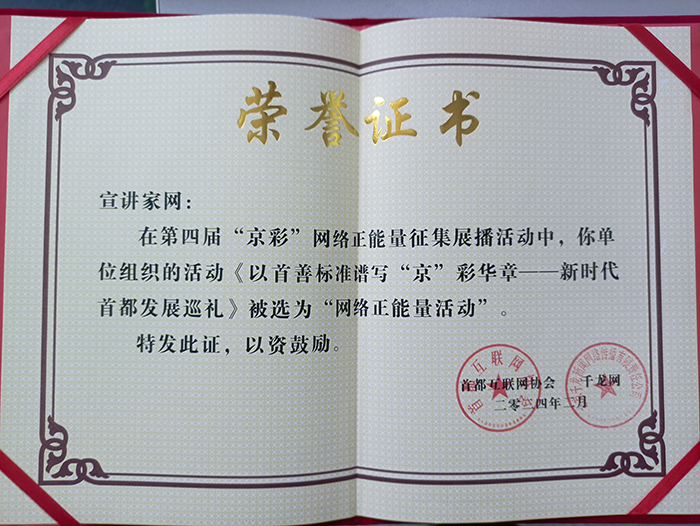 荣誉证书
宣讲家网：
在第四届“京彩”网络正能量征集展播活动中，你单
位组织的活动《以首善标准谱写“京”彩华章——新时代
首都发展巡礼》被选为“网络正能量活动”。
特发此证，以资鼓励。
首都互联网协会 千龙网
二零二四年二月